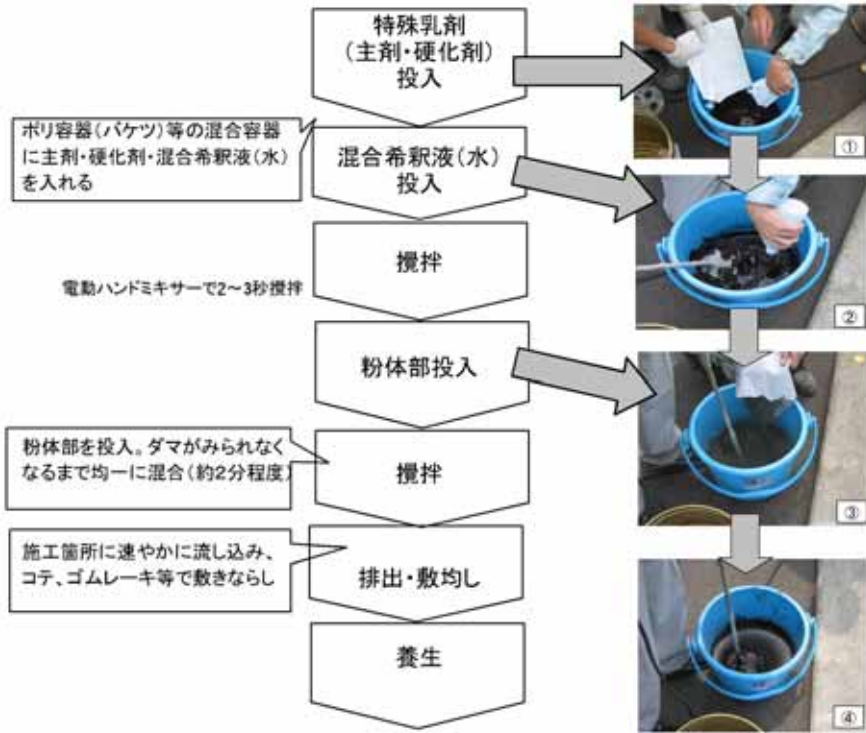 特殊乳剤
(主剤・硬化剤)
投入
①
ポリ容器(バケツ)等の混合容器
に主剤・硬化剤・混合希釈液(水)
を入れる
混合希釈液(水)
投入
②
攪拌
電動ハンドミキサーで2～3秒攪拌
粉体部投入
③
粉体部を投入。ダマがみられなく
なるまで均一に混合(約2分程度)
攪拌
施工箇所に速やかに流し込み、
コテ、ゴムレーキ等で敷きならし
排出・敷均し
④
養生